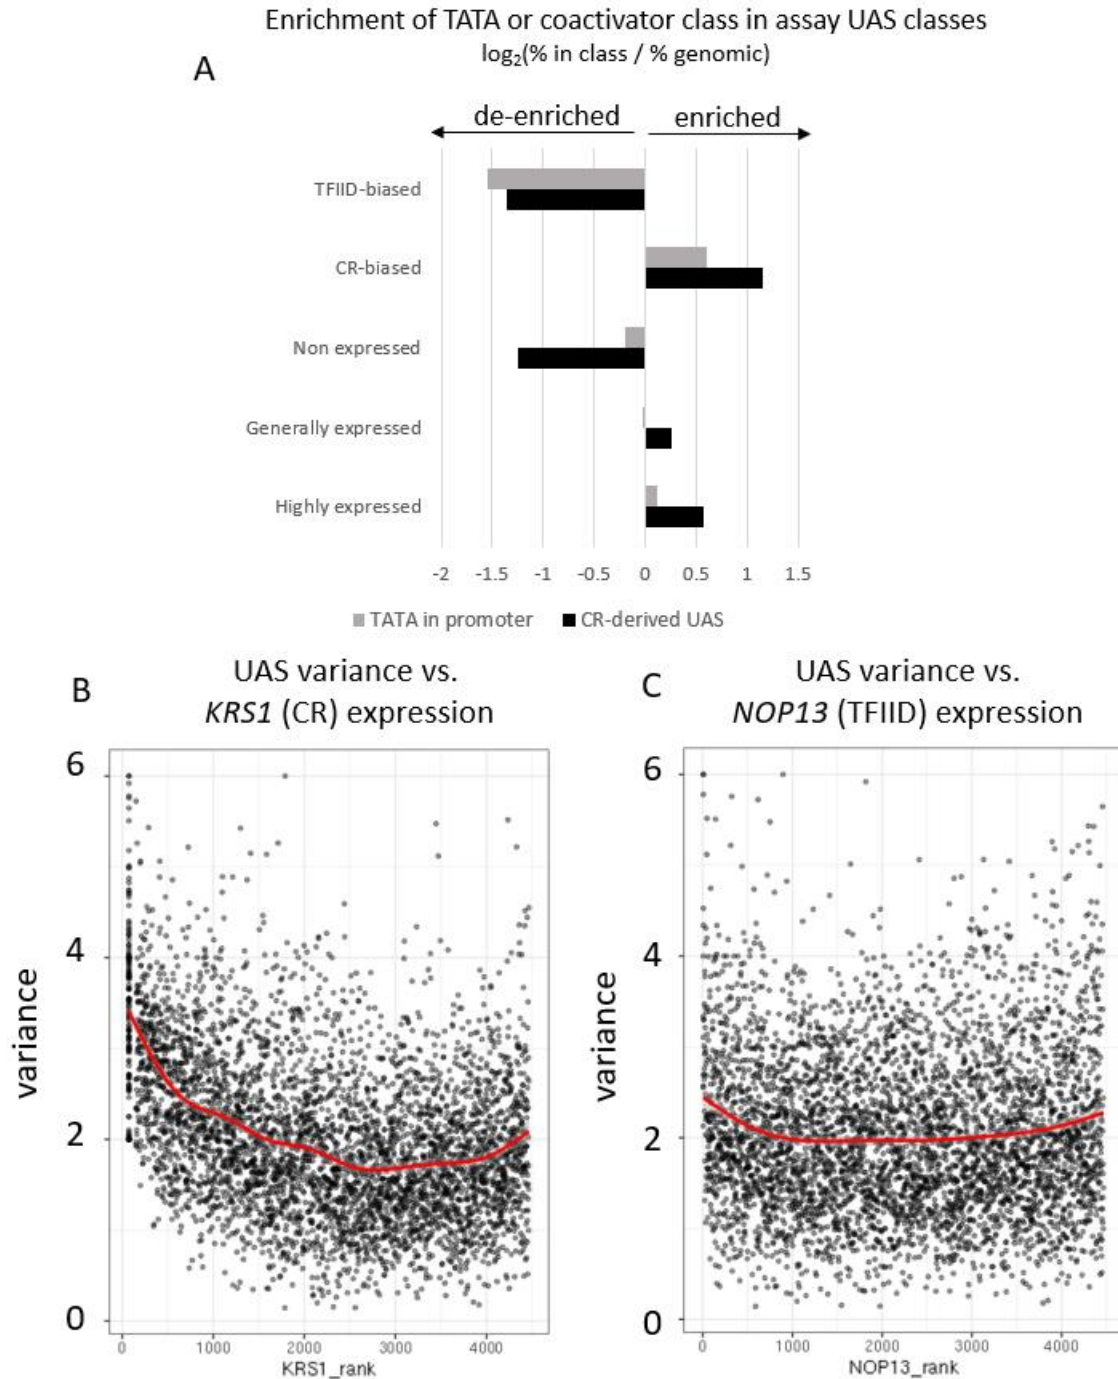 Enrichment of TATA or coactivator class in assay UAS classes
log₂(% in class / % genomic)
A
de-enriched enriched
TFIID-biased
CR-biased
Non expressed
Generally expressed
Highly expressed
-2 -1.5 -1 -0.5 0 0.5 1 1.5
TATA in promoter CR-derived UAS
B
UAS variance vs.
KRS1 (CR) expression
variance
6
4
2
0
0 1000 2000 3000 4000
KRS1_rank
C
UAS variance vs.
NOP13 (TFIID) expression
variance
6
4
2
0
0 1000 2000 3000 4000
NOP13_rank